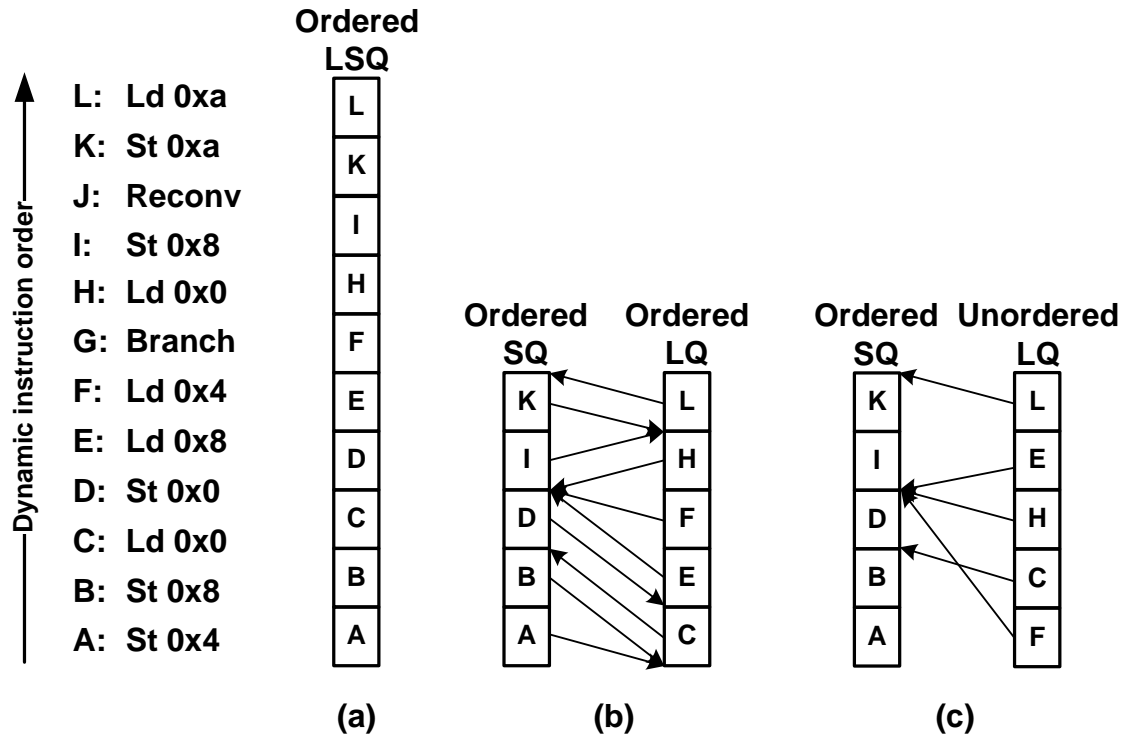 Dynamic instruction order
L: Ld 0xa
K: St 0xa
J: Reconv
I: St 0x8
H: Ld 0x0
G: Branch
F: Ld 0x4
E: Ld 0x8
D: St 0x0
C: Ld 0x0
B: St 0x8
A: St 0x4
Ordered
LSQ
L
K
I
H
F
E
D
C
B
A
(a)
Ordered
SQ
K
I
D
B
A
Ordered
LQ
L
H
F
E
C
(b)
Ordered
SQ
K
I
D
B
A
Unordered
LQ
L
E
H
C
F
(c)